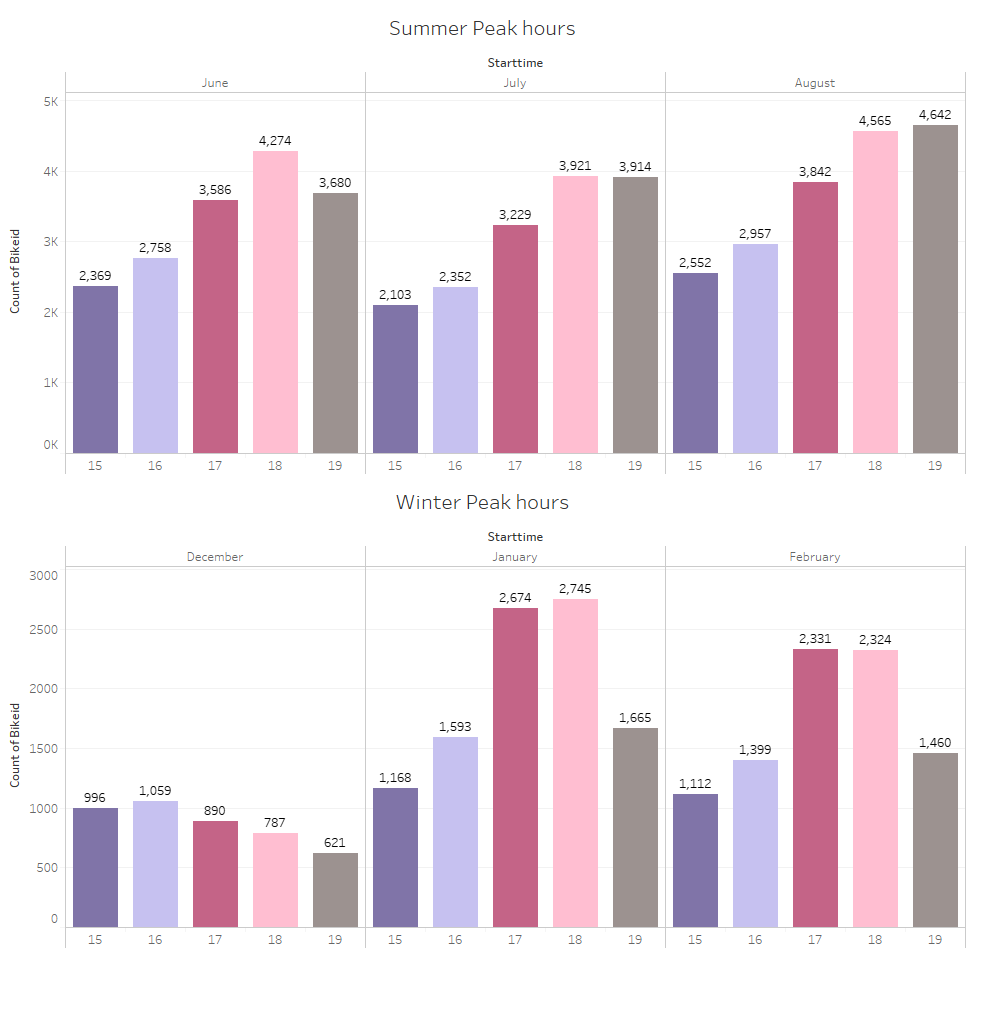 Summer Peak hours
Starttime
June July August
Count of Bikeid
5K
4K
3K
2K
1K
0K
2,369 2,758 3,586 4,274 3,680
2,103 2,352 3,229 3,921 3,914
2,552 2,957 3,842 4,565 4,642
15 16 17 18 19 15 16 17 18 19 15 16 17 18 19
Winter Peak hours
Starttime
December January February
Count of Bikeid
3000
2500
2000
1500
1000
500
0
996 1,059 890 787 621
1,168 1,593 2,674 2,745 1,665
1,112 1,399 2,331 2,324 1,460
15 16 17 18 19 15 16 17 18 19 15 16 17 18 19